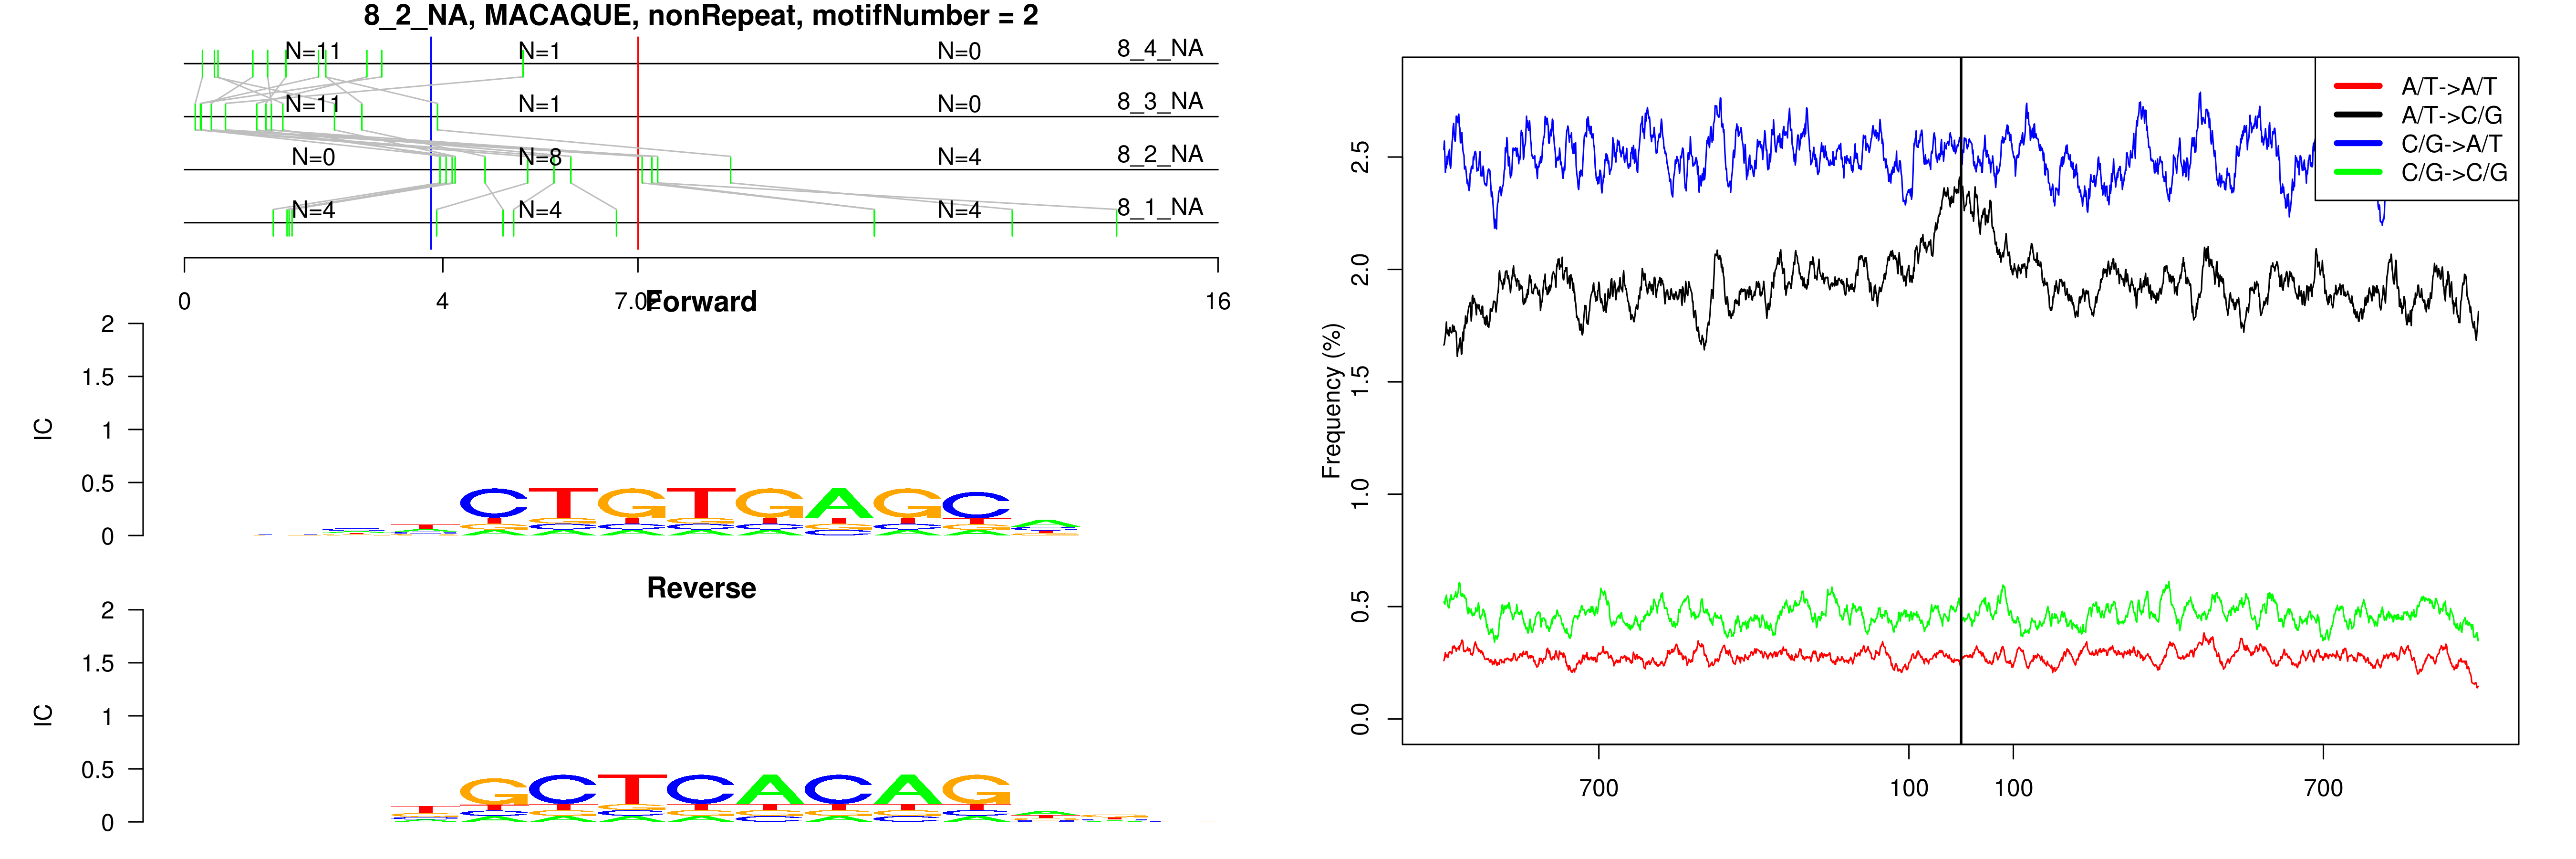 8_2_NA, MACAQUE, nonRepeat, motifNumber = 2
N=11 N=1 N=0 8_4_NA
N=11 N=1 N=0 8_3_NA
N=0 N=8 N=4 8_2_NA
N=4 N=4 N=4 8_1_NA
0 4 7.02 16
Forward
2
1.5
1
0.5
0
IC
CTGTGAGC
Reverse
2
1.5
1
0.5
0
IC
GCTCACAG
Frequency (%)
2.5
2.0
1.5
1.0
0.5
0.0
700 100 100 700
A/T->A/T
A/T->C/G
C/G->A/T
C/G->C/G